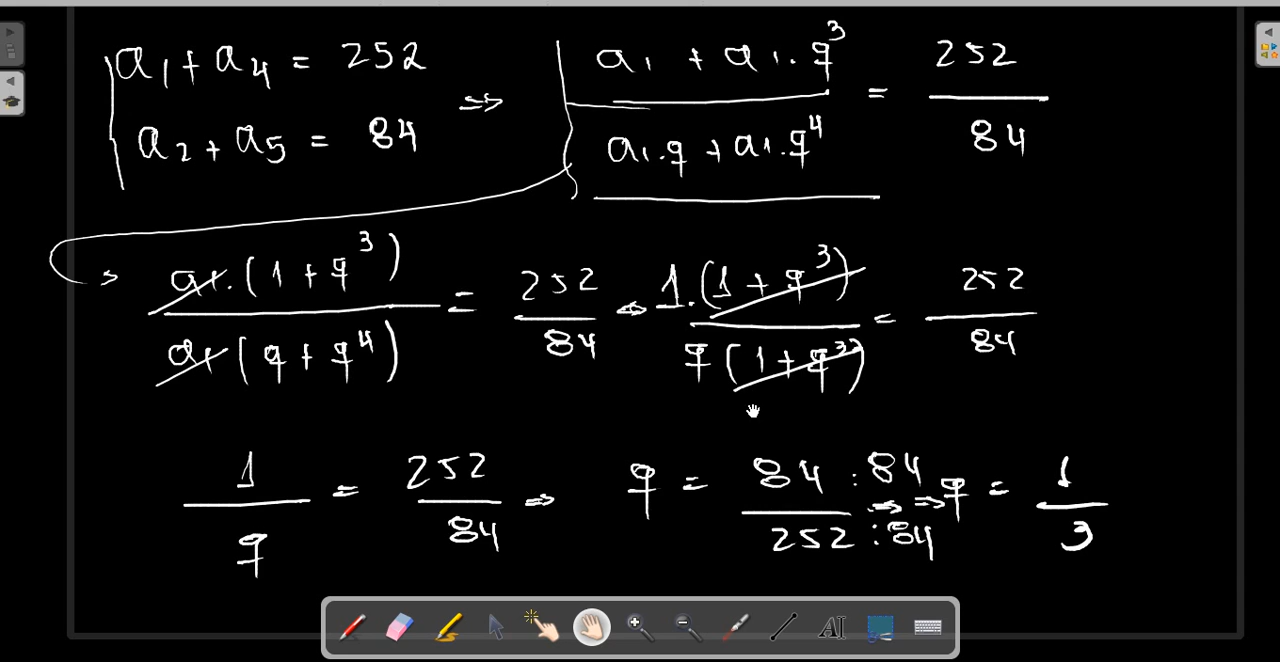 a₁ + a₄ = 252
a₂ + a₅ = 84
⇒
a₁ + a₁·q³ / a₁·q + a₁·q⁴ = 252 / 84
a₁·(1 + q³) / a₁(q + q⁴) = 252 / 84 ⇔ 1·(1 + q³) / q(1 + q³) = 252 / 84
1 / q = 252 / 84 ⇒ q = 84 :84 / 252 :84 ⇒ ⇒ q = 1 / 3
AI